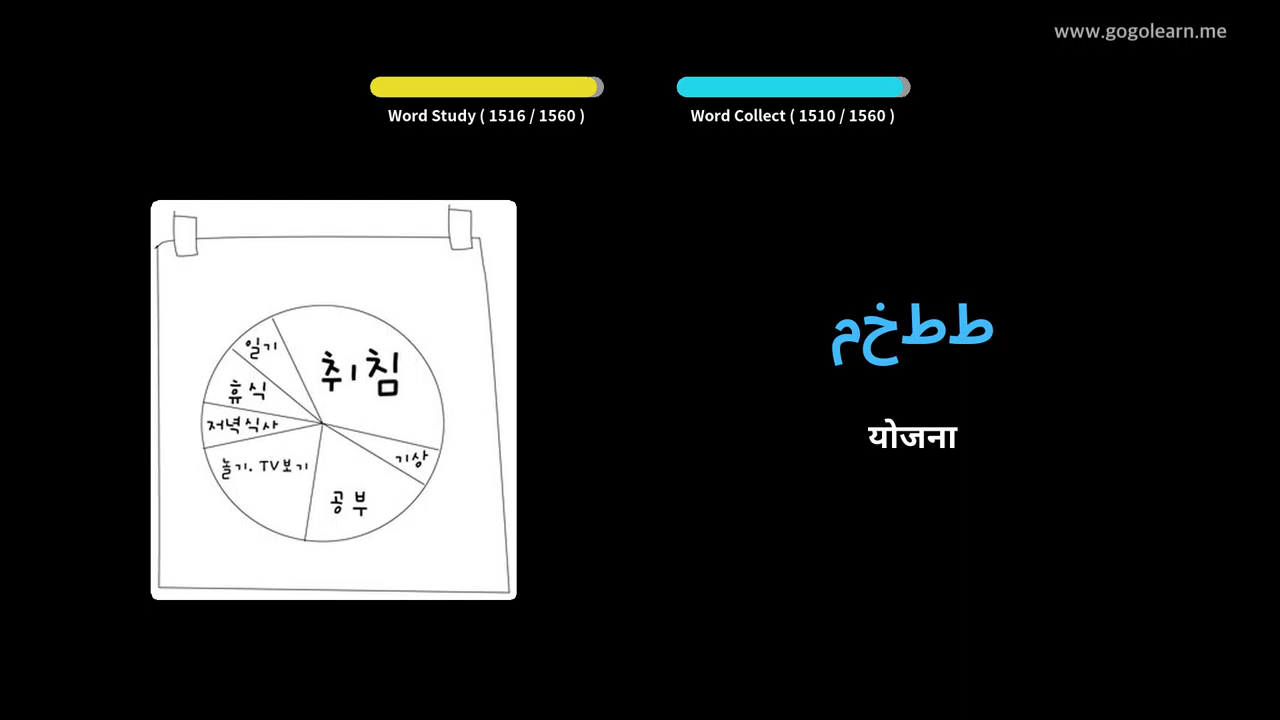 www.gogolearn.me
Word Study ( 1516 / 1560 )
Word Collect ( 1510 / 1560 )
일기
취침
휴식
저녁식사
놀기. TV보기
기상
공부
ططخم
योजना